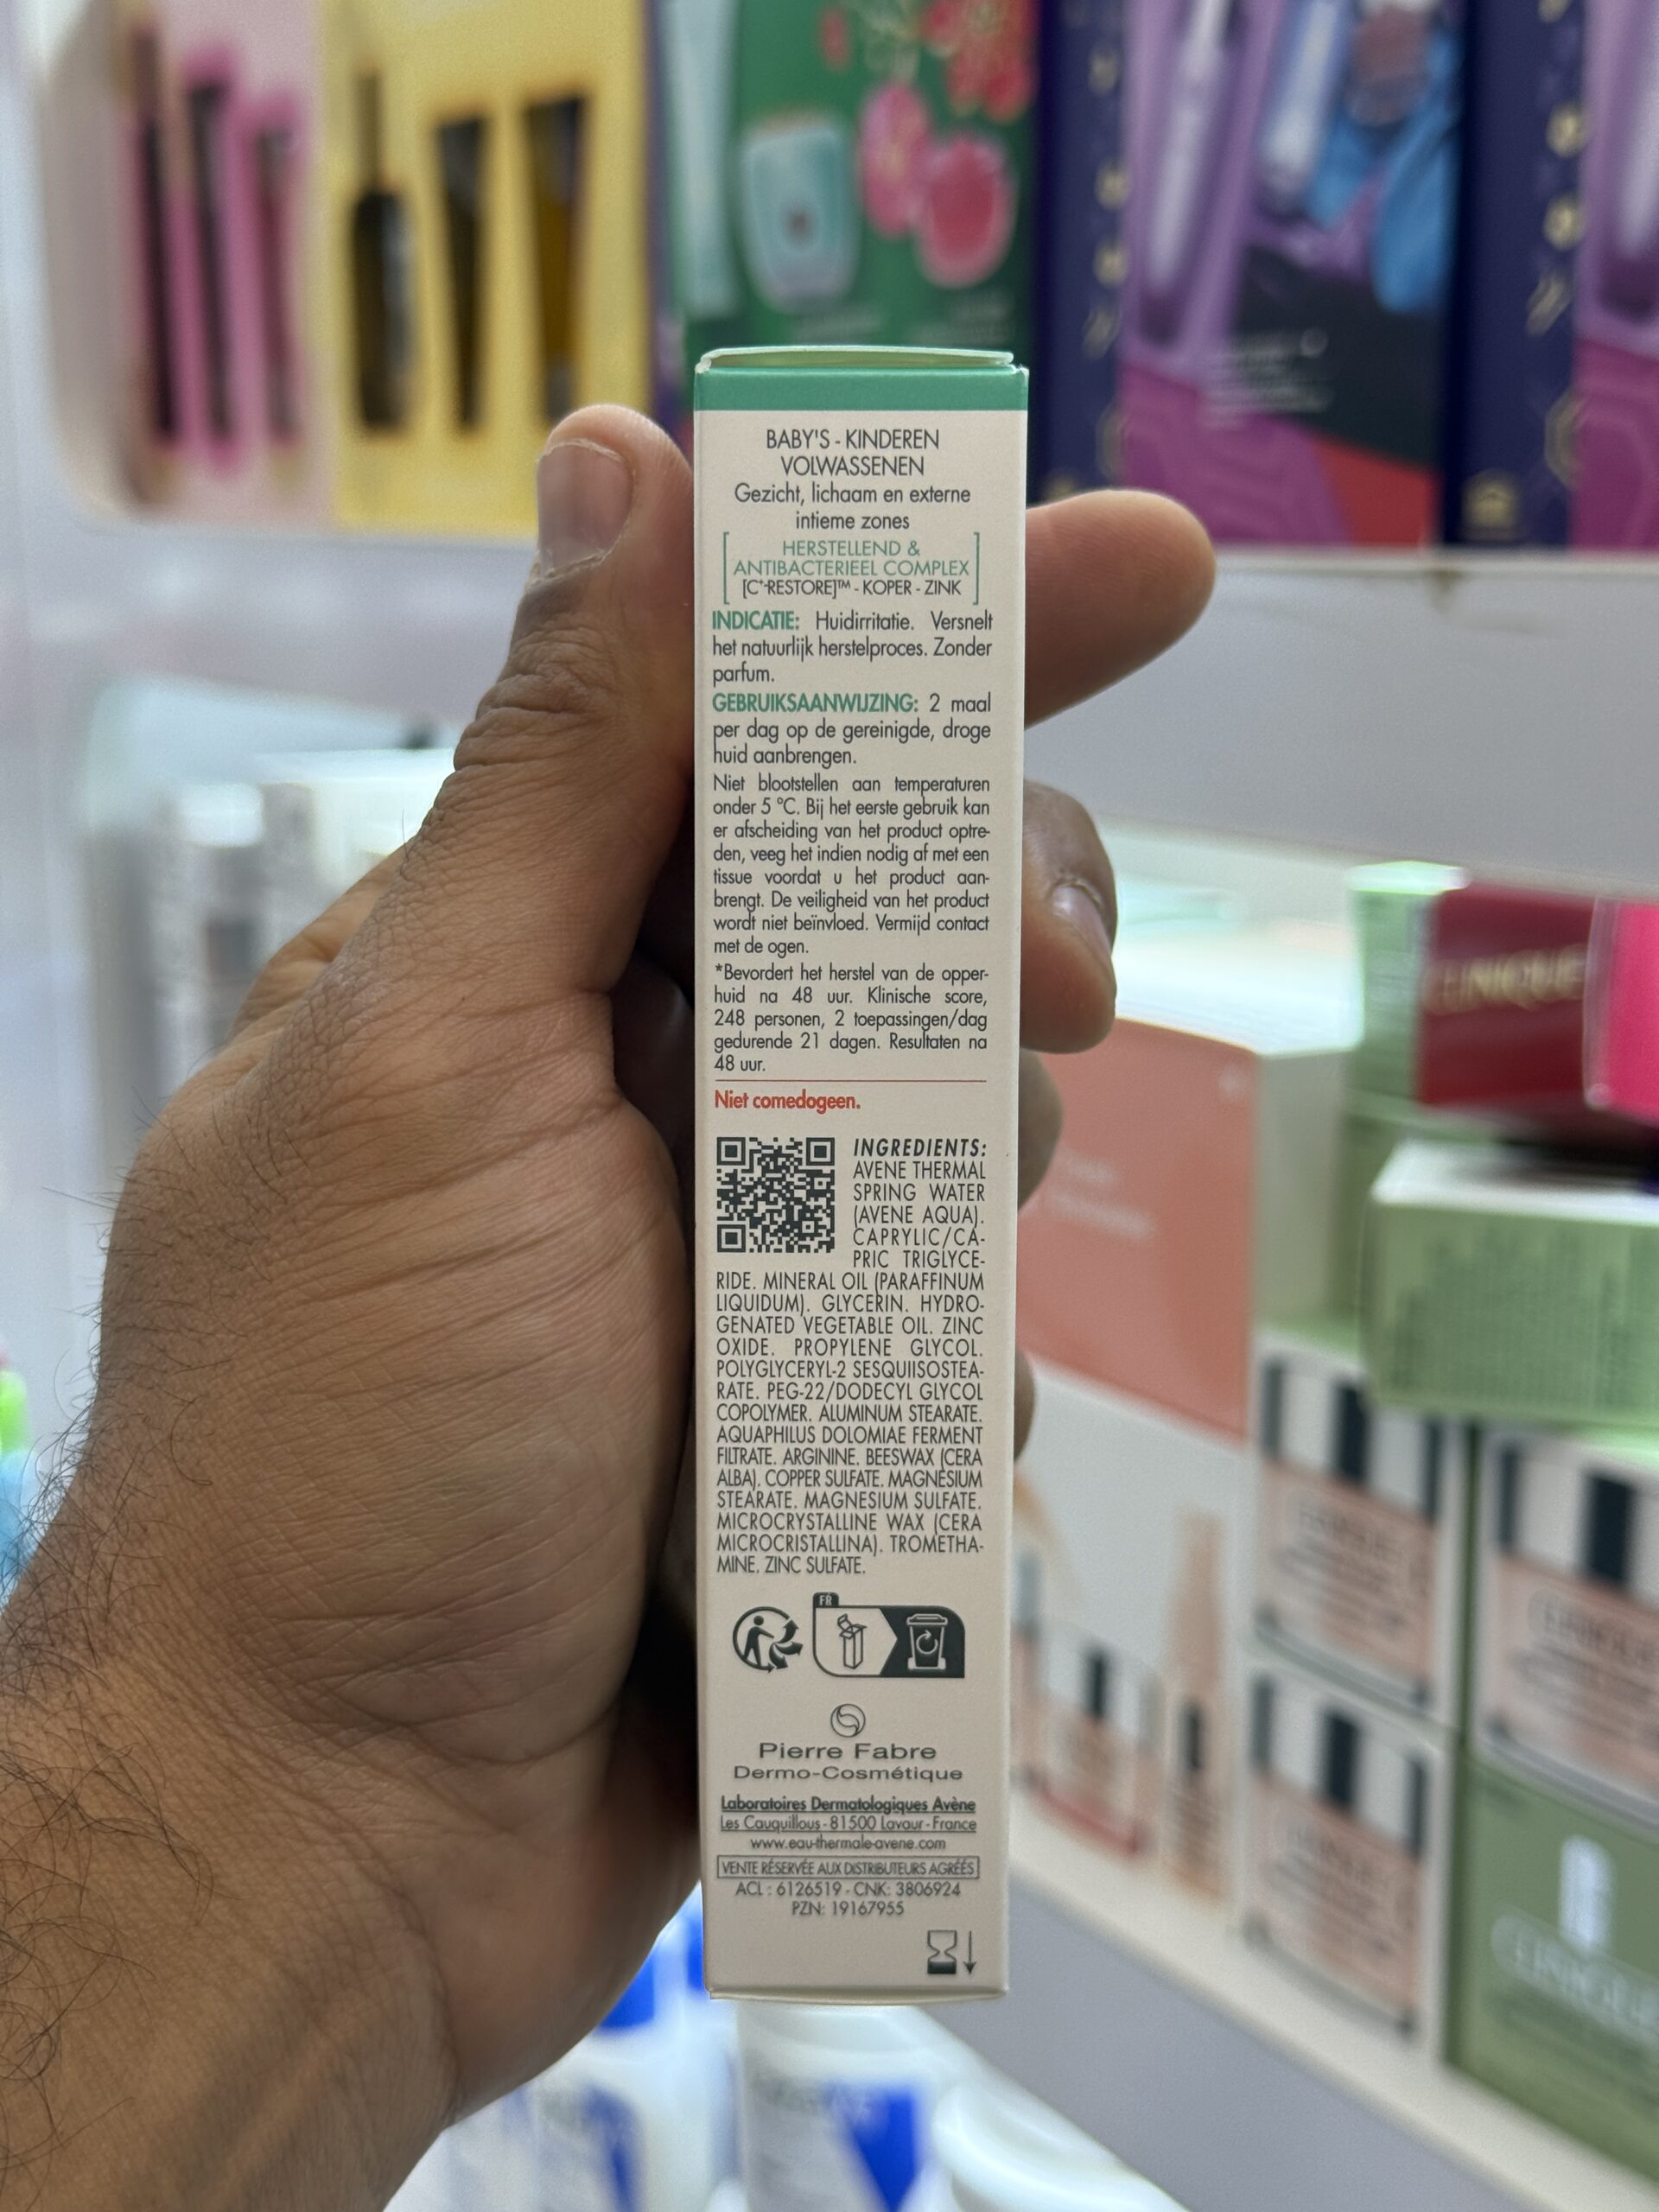 BABY'S - KINDEREN
VOLWASSENEN
Gezicht, lichaam en externe
intieme zones
HERSTELLEND &
ANTIBACTERIEEL COMPLEX
[C⁺-RESTORE]™ - KOPER - ZINK
INDICATIE: Huidirritatie. Versnelt
het natuurlijk herstelproces. Zonder
parfum.
GEBRUIKSAANWIJZING: 2 maal
per dag op de gereinigde, droge
huid aanbrengen.
Niet blootstellen aan temperaturen
onder 5 °C. Bij het eerste gebruik kan
er afscheiding van het product optre-
den, veeg het indien nodig af met een
tissue voordat u het product aan-
brengt. De veiligheid van het product
wordt niet beïnvloed. Vermijd contact
met de ogen.
*Bevordert het herstel van de opper-
huid na 48 uur. Klinische score,
248 personen, 2 toepassingen/dag
gedurende 21 dagen. Resultaten na
48 uur.
Niet comedogeen.
INGREDIENTS:
AVENE THERMAL
SPRING WATER
(AVENE AQUA).
CAPRYLIC/CA-
PRIC TRIGLYCE-
RIDE. MINERAL OIL (PARAFFINUM
LIQUIDUM). GLYCERIN. HYDRO-
GENATED VEGETABLE OIL. ZINC
OXIDE. PROPYLENE GLYCOL.
POLYGLYCERYL-2 SESQUIISOSTEA-
RATE. PEG-22/DODECYL GLYCOL
COPOLYMER. ALUMINUM STEARATE.
AQUAPHILUS DOLOMIAE FERMENT
FILTRATE. ARGININE. BEESWAX (CERA
ALBA). COPPER SULFATE. MAGNESIUM
STEARATE. MAGNESIUM SULFATE.
MICROCRYSTALLINE WAX (CERA
MICROCRISTALLINA). TROMETHA-
MINE. ZINC SULFATE.
FR
Pierre Fabre
Dermo-Cosmétique
Laboratoires Dermatologiques Avène
Les Cauquillous - 81500 Lavaur - France
www.eau-thermale-avene.com
VENTE RÉSERVÉE AUX DISTRIBUTEURS AGRÉÉS
ACL : 6126519 - CNK: 3806924
PZN: 19167955
CLINIQUE